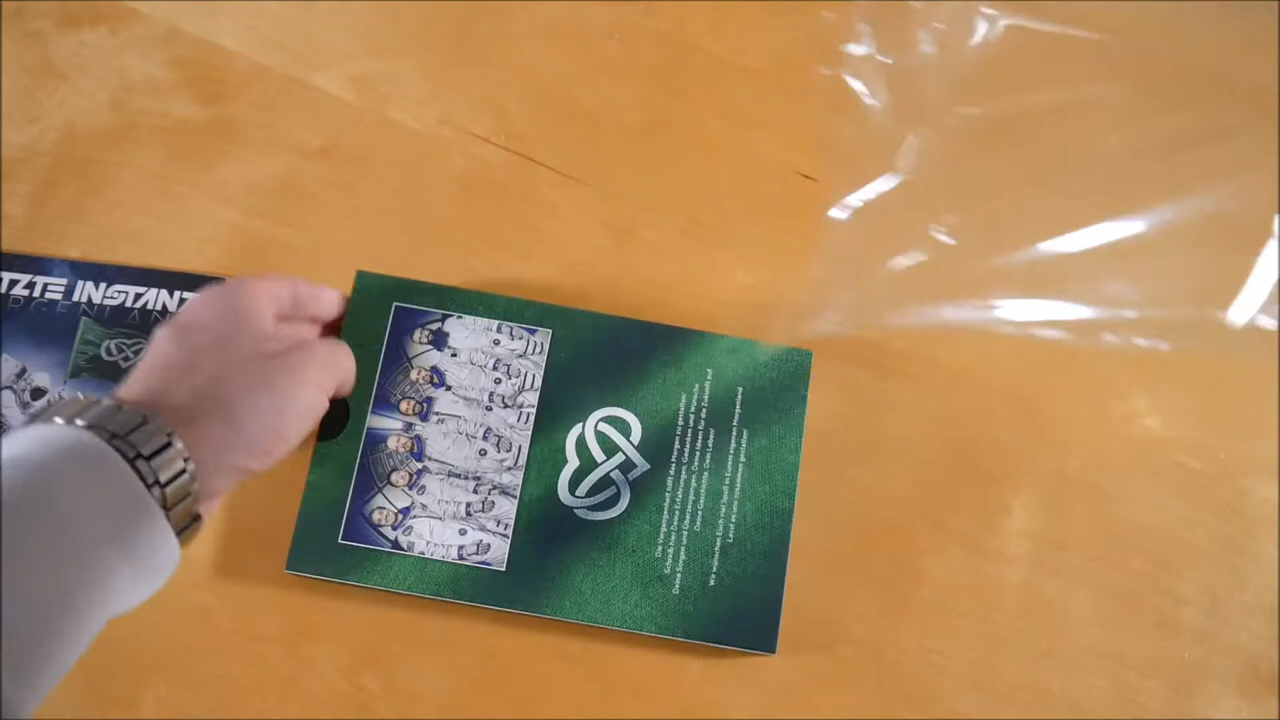 TZTE INSTANZ
RGENLAN
Die Vergangenheit hilft das Morgen zu gestalten!
Schreib hier Deine Erfahrungen, Gedanken und Wünsche
Deine Sorgen und Überzeugungen, Deine Ideen für die Zukunft auf
Deine Geschichte. Dein Leben!
Wir wünschen Euch viel Spaß in Eurem eigenen Morgenland
Lasst es uns zusammen gestalten!